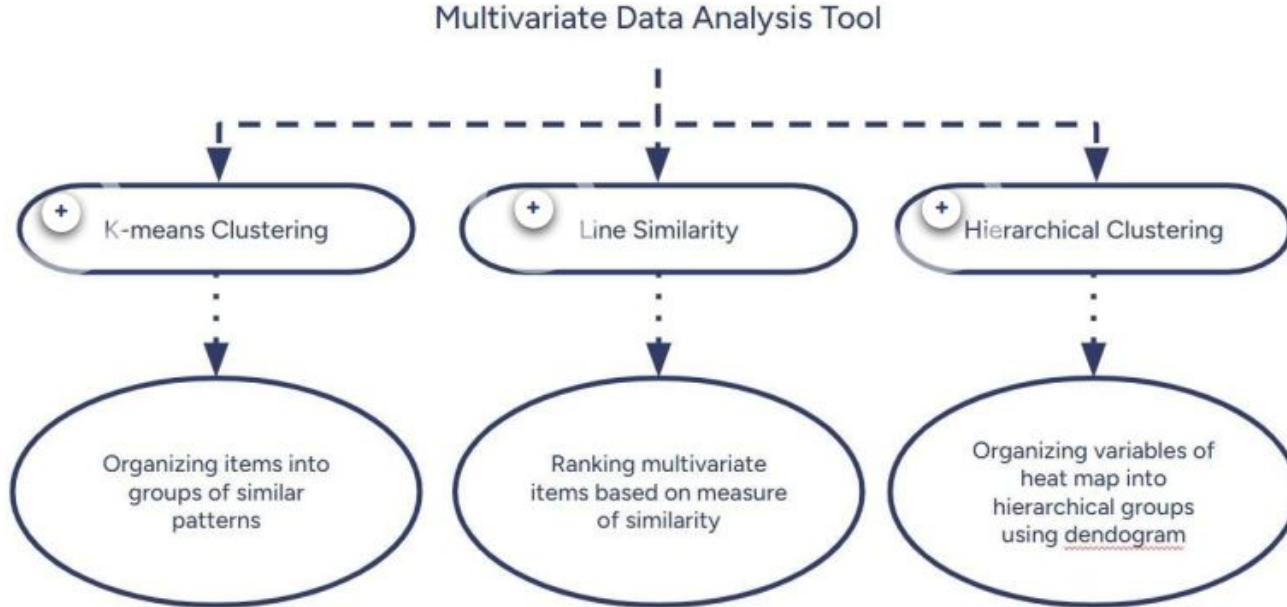 Multivariate Data Analysis Tool
+
K-means Clustering
+
Line Similarity
+
Hierarchical Clustering
Organizing items into
groups of similar
patterns
Ranking multivariate
items based on measure
of similarity
Organizing variables of
heat map into
hierarchical groups
using dendogram